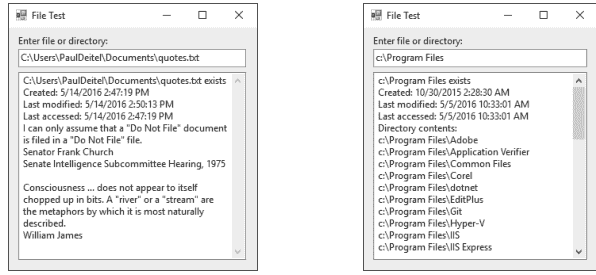 File Test
Enter file or directory:
C:\Users\PaulDeitel\Documents\quotes.txt
C:\Users\PaulDeitel\Documents\quotes.txt exists
Created: 5/14/2016 2:47:19 PM
Last modified: 5/14/2016 2:50:13 PM
Last accessed: 5/14/2016 2:47:19 PM
I can only assume that a "Do Not File" document
is filed in a "Do Not File" file.
Senator Frank Church
Senate Intelligence Subcommittee Hearing, 1975
Consciousness ... does not appear to itself
chopped up in bits. A "river" or a "stream" are
the metaphors by which it is most naturally
described.
William James
File Test
Enter file or directory:
c:\Program Files
c:\Program Files exists
Created: 10/30/2015 2:28:30 AM
Last modified: 5/5/2016 10:33:01 AM
Last accessed: 5/5/2016 10:33:01 AM
Directory contents:
c:\Program Files\Adobe
c:\Program Files\Application Verifier
c:\Program Files\Common Files
c:\Program Files\Corel
c:\Program Files\dotnet
c:\Program Files\EditPlus
c:\Program Files\Git
c:\Program Files\Hyper-V
c:\Program Files\IIS
c:\Program Files\IIS Express